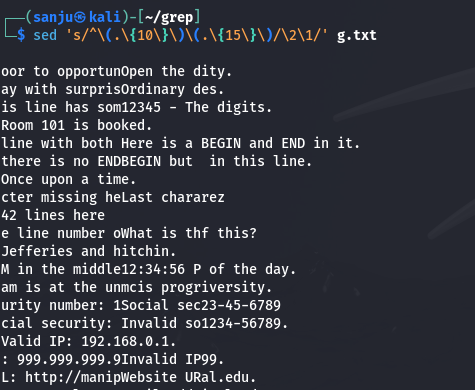 ┌──(sanju㉿kali)-[~/grep]
└─$ sed 's/^\(.\{10\}\)\(.\{15\}\)/\2\1/' g.txt
oor to opportunOpen the dity.
ay with surprisOrdinary des.
is line has som12345 - The digits.
Room 101 is booked.
line with both Here is a BEGIN and END in it.
there is no ENDBEGIN but  in this line.
Once upon a time.
cter missing heLast chararez
42 lines here
e line number oWhat is thf this?
Jefferies and hitchin.
M in the middle12:34:56 P of the day.
am is at the unmcis progriversity.
urity number: 1Social sec23-45-6789
cial security: Invalid so1234-56789.
Valid IP: 192.168.0.1.
: 999.999.999.9Invalid IP99.
L: http://manipWebsite URal.edu.